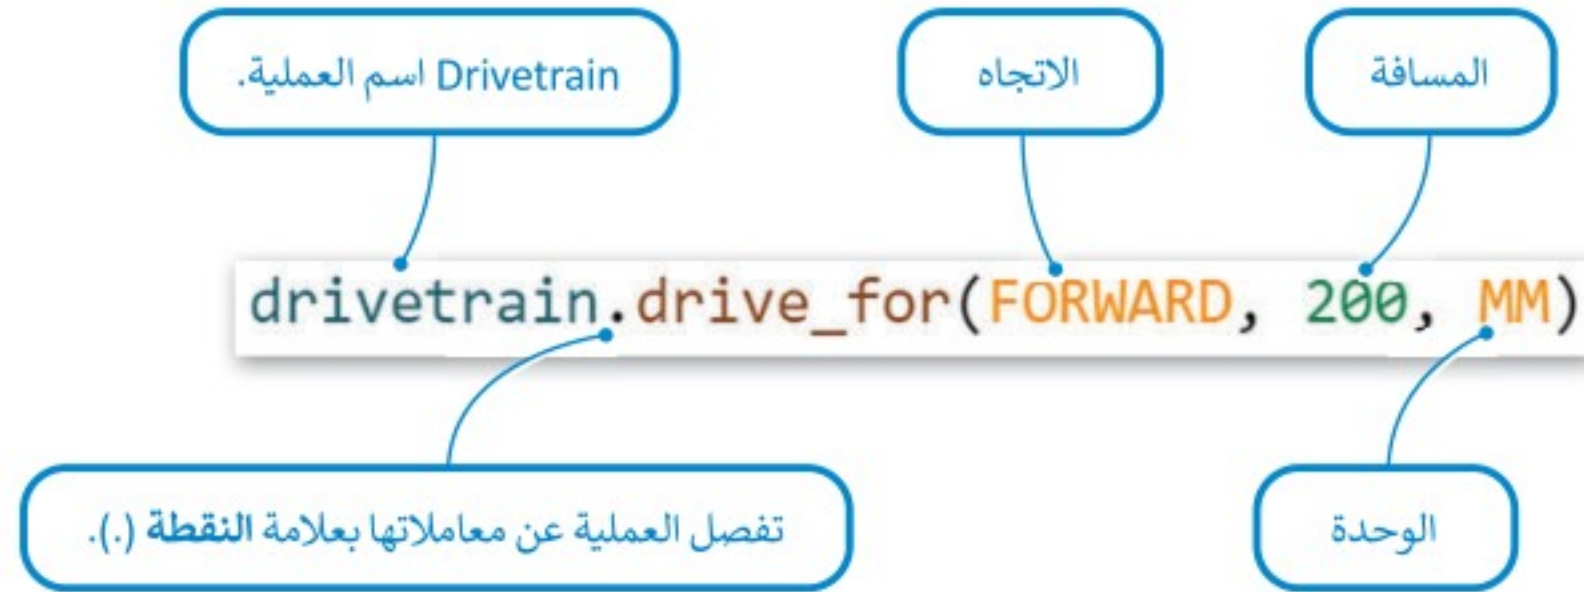 Drivetrain اسم العملية.
الاتجاه
المسافة
drivetrain.drive_for(FORWARD, 200, MM)
تفصل العملية عن معاملاتها بعلامة النقطة (.).
الوحدة